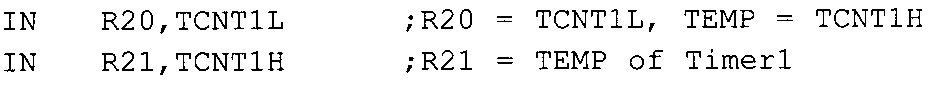 IN R20,TCNT1L ;R20 = TCNT1L, TEMP = TCNT1H
IN R21,TCNT1H ;R21 = TEMP of Timer1